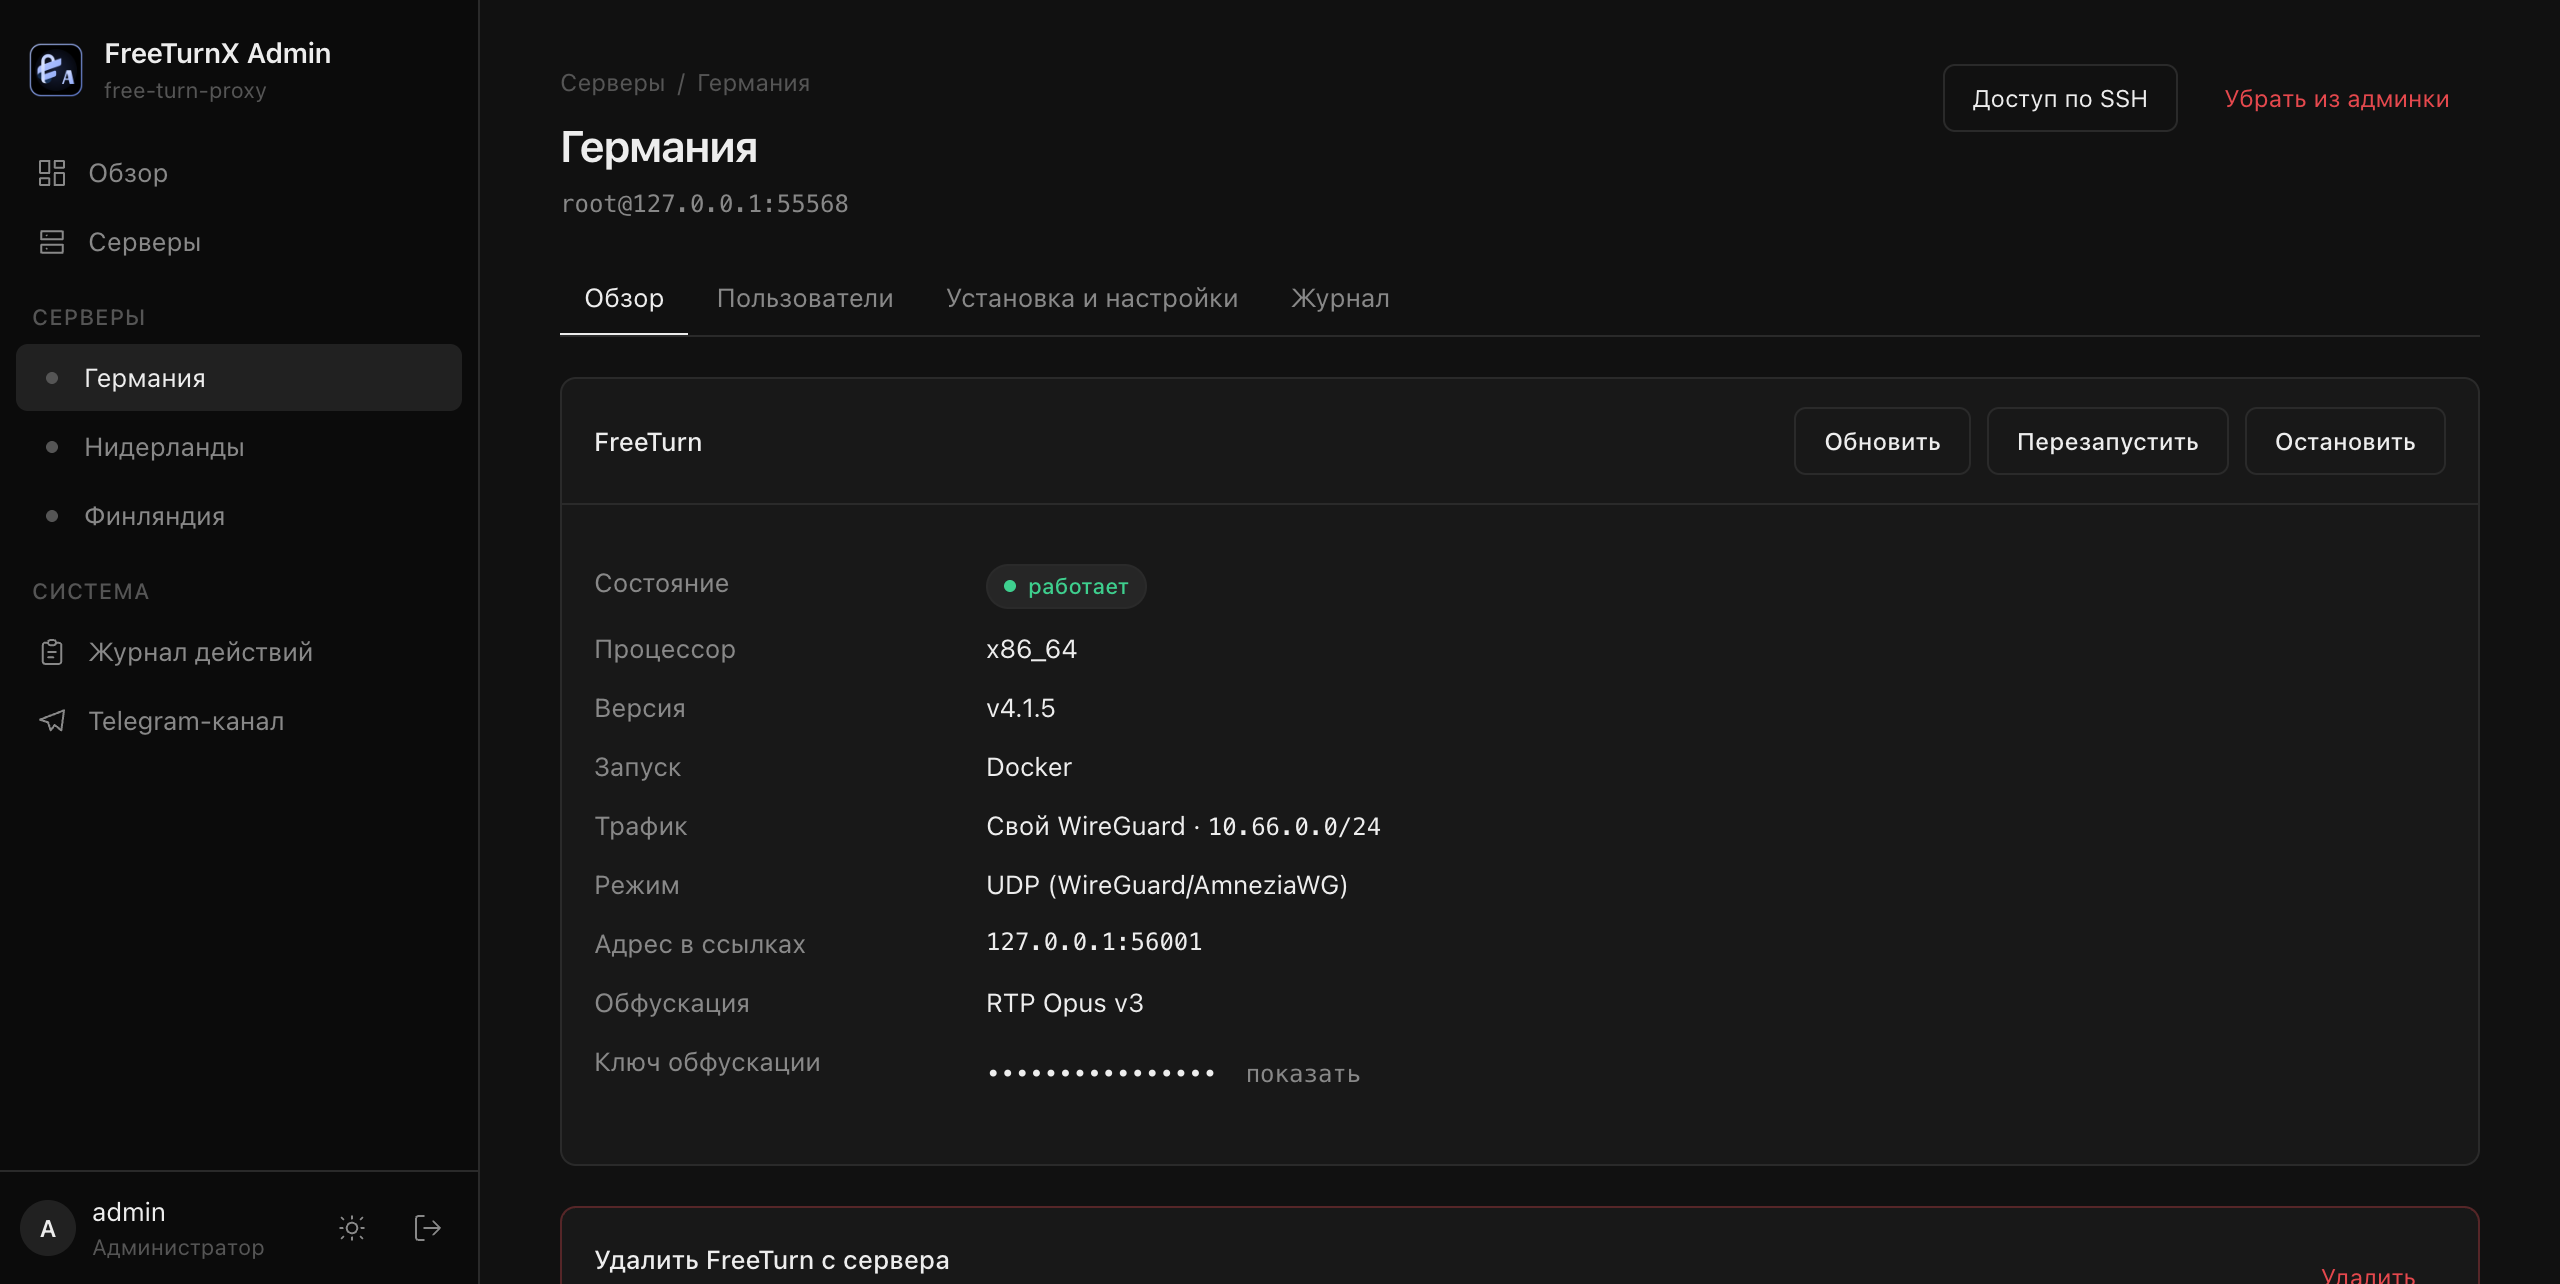 FreeTurnX Admin
free-turn-proxy
Обзор
Серверы
СЕРВЕРЫ
Германия
Нидерланды
Финляндия
СИСТЕМА
Журнал действий
Telegram-канал
A
admin
Администратор
Серверы / Германия
Германия
root@127.0.0.1:55568
Доступ по SSH
Убрать из админки
Обзор Пользователи Установка и настройки Журнал
FreeTurn
Обновить Перезапустить Остановить
Состояние работает
Процессор x86_64
Версия v4.1.5
Запуск Docker
Трафик Свой WireGuard · 10.66.0.0/24
Режим UDP (WireGuard/AmneziaWG)
Адрес в ссылках 127.0.0.1:56001
Обфускация RTP Opus v3
Ключ обфускации •••••••••••••••• показать
Удалить FreeTurn с сервера
Удалить